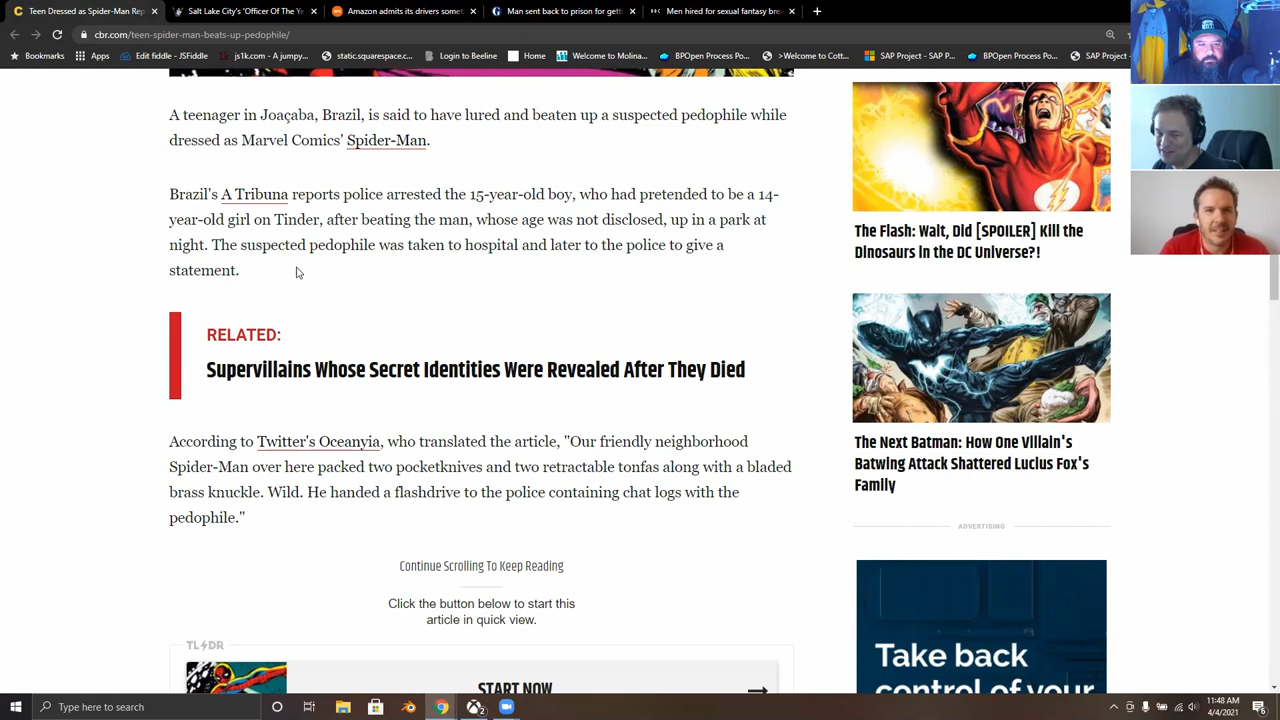 Teen Dressed as Spider-Man Rep
Salt Lake City's 'Officer Of The Ye
Amazon admits its drivers somet
Man sent back to prison for gett
Men hired for sexual fantasy bre
cbr.com/teen-spider-man-beats-up-pedophile/
Bookmarks
Apps
Edit fiddle - JSFiddle
js1k.com - A jumpy...
static.squarespace.c...
Login to Beeline
Home
Welcome to Molina...
BPOpen Process Po...
>Welcome to Cott...
SAP Project - SAP P...
BPOpen Process Po...
SAP Project - SAP
A teenager in Joaçaba, Brazil, is said to have lured and beaten up a suspected pedophile while
dressed as Marvel Comics' Spider-Man.
Brazil's A Tribuna reports police arrested the 15-year-old boy, who had pretended to be a 14-
year-old girl on Tinder, after beating the man, whose age was not disclosed, up in a park at
night. The suspected pedophile was taken to hospital and later to the police to give a
statement.
RELATED:
Supervillains Whose Secret Identities Were Revealed After They Died
According to Twitter's Oceanyia, who translated the article, "Our friendly neighborhood
Spider-Man over here packed two pocketknives and two retractable tonfas along with a bladed
brass knuckle. Wild. He handed a flashdrive to the police containing chat logs with the
pedophile."
Continue Scrolling To Keep Reading
Click the button below to start this
article in quick view.
TL DR
START NOW
The Flash: Wait, Did [SPOILER] Kill the
Dinosaurs in the DC Universe?!
The Next Batman: How One Villain's
Batwing Attack Shattered Lucius Fox's
Family
ADVERTISING
Take back
control of your
Type here to search
11:48 AM
4/4/2021